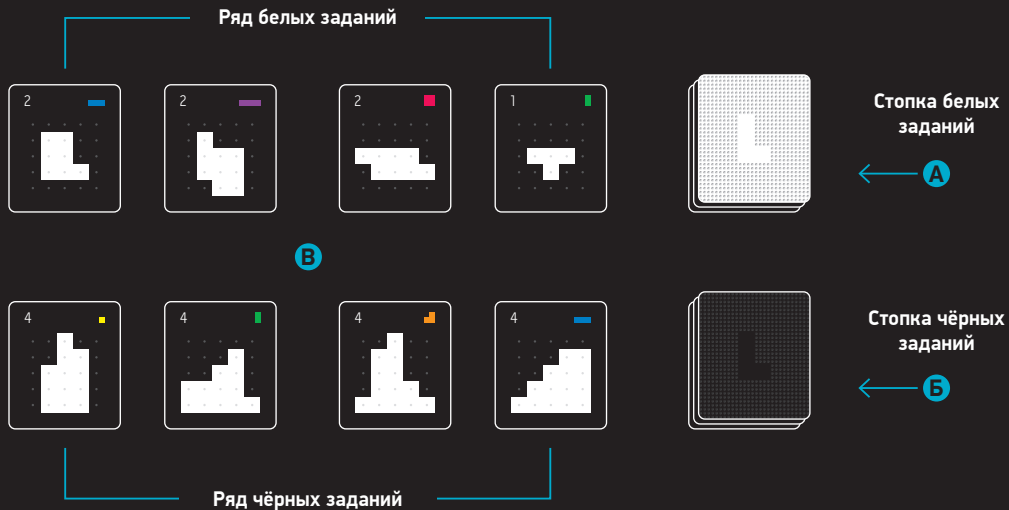 Ряд белых заданий
2
2
2
1
Стопка белых
заданий
А
В
4
4
4
4
Стопка чёрных
заданий
Б
Ряд чёрных заданий